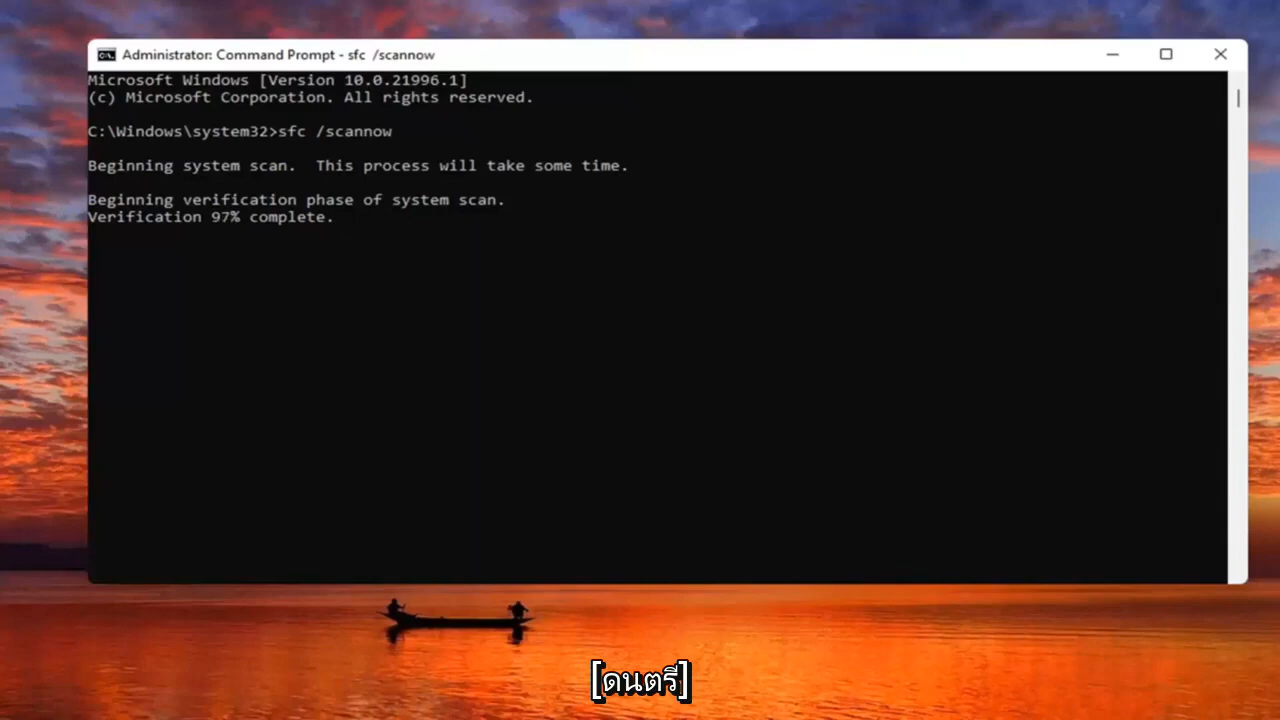 Administrator: Command Prompt - sfc /scannow
Microsoft Windows [Version 10.0.21996.1]
(c) Microsoft Corporation. All rights reserved.
C:\Windows\system32>sfc /scannow
Beginning system scan.  This process will take some time.
Beginning verification phase of system scan.
Verification 97% complete.
[ดนตรี]